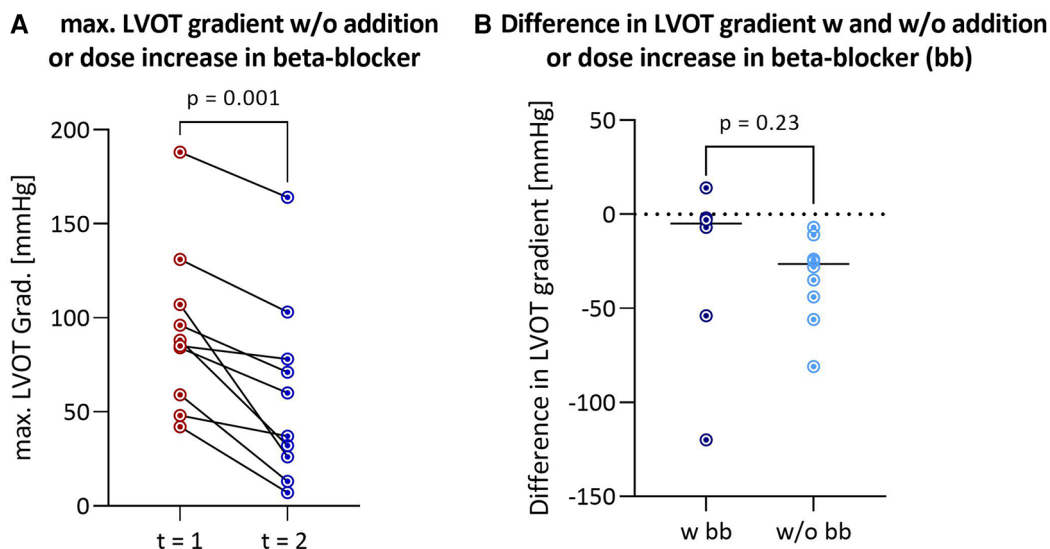 A max. LVOT gradient w/o addition
or dose increase in beta-blocker
p = 0.001
max. LVOT Grad. [mmHg]
200
150
100
50
0
t = 1
t = 2
B Difference in LVOT gradient w and w/o addition
or dose increase in beta-blocker (bb)
p = 0.23
Difference in LVOT gradient [mmHg]
50
0
-50
-100
-150
w bb
w/o bb